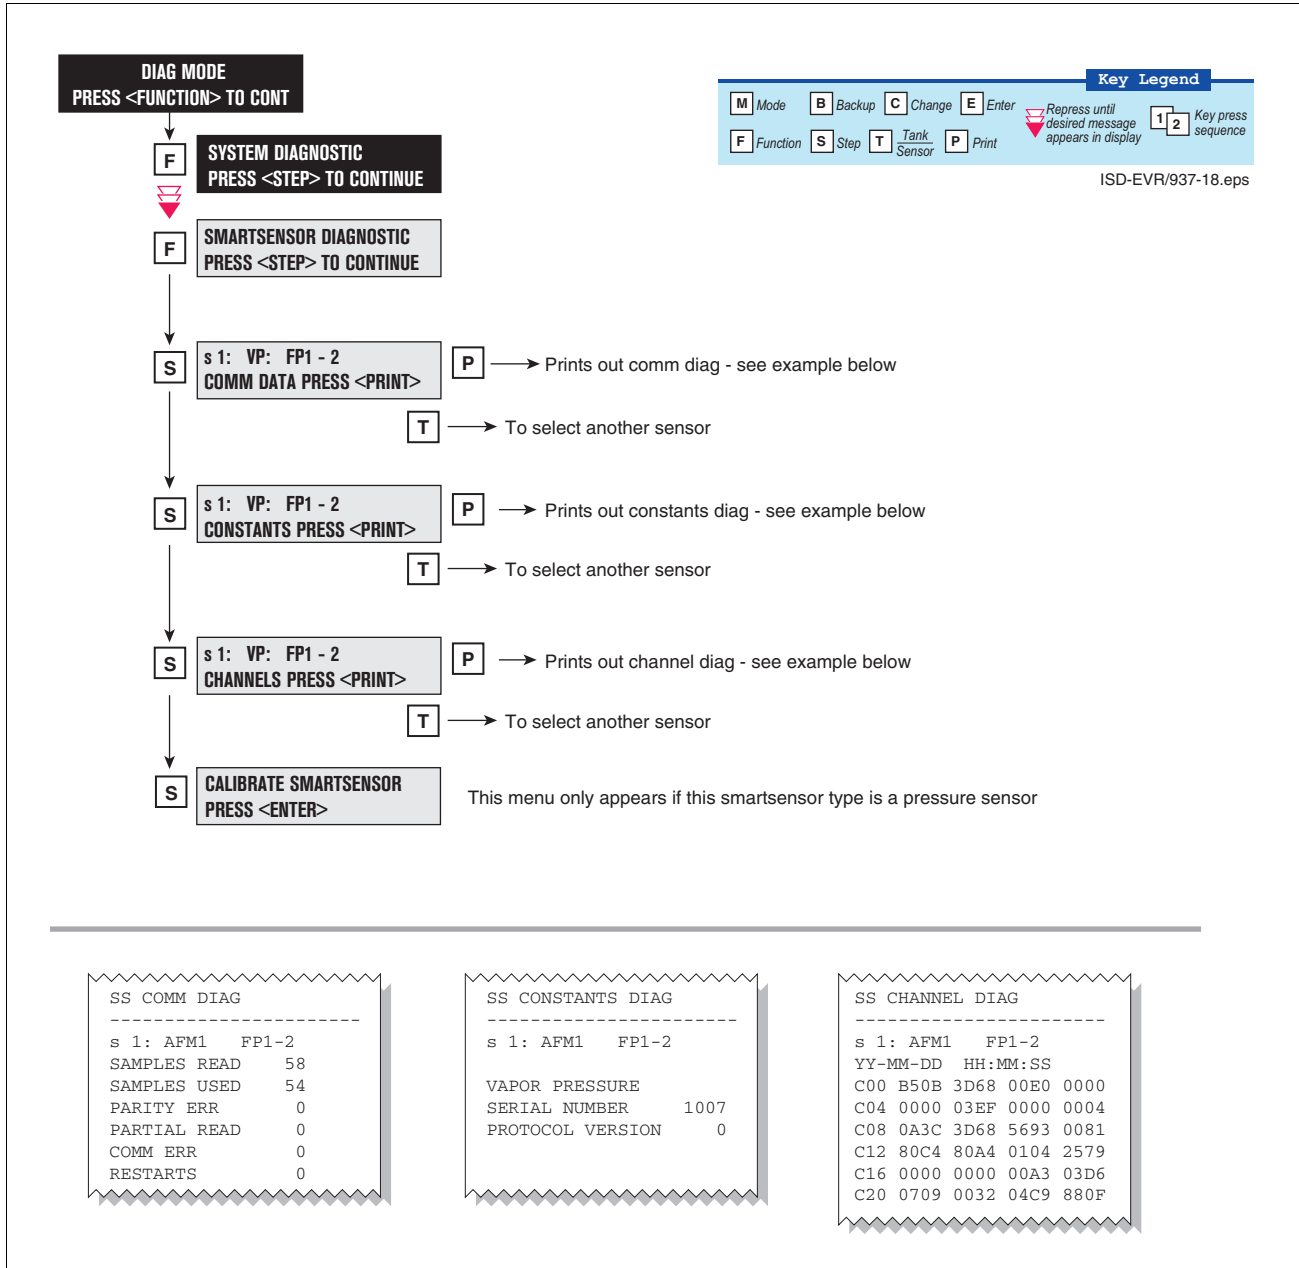 DIAG MODE
PRESS <FUNCTION> TO CONT
Key Legend
M Mode B Backup C Change E Enter
Repress until
desired message
appears in display
1 2 Key press
sequence
F Function S Step T Tank
Sensor P Print
ISD-EVR/937-18.eps
F
SYSTEM DIAGNOSTIC
PRESS <STEP> TO CONTINUE
F
SMARTSENSOR DIAGNOSTIC
PRESS <STEP> TO CONTINUE
S
s 1: VP: FP1 - 2
COMM DATA PRESS <PRINT>
P Prints out comm diag - see example below
T To select another sensor
S
s 1: VP: FP1 - 2
CONSTANTS PRESS <PRINT>
P Prints out constants diag - see example below
T To select another sensor
S
s 1: VP: FP1 - 2
CHANNELS PRESS <PRINT>
P Prints out channel diag - see example below
T To select another sensor
S
CALIBRATE SMARTSENSOR
PRESS <ENTER>
This menu only appears if this smartsensor type is a pressure sensor
SS COMM DIAG
-----------------------
s 1: AFM1 FP1-2
SAMPLES READ 58
SAMPLES USED 54
PARITY ERR 0
PARTIAL READ 0
COMM ERR 0
RESTARTS 0
SS CONSTANTS DIAG
-----------------------
s 1: AFM1 FP1-2
VAPOR PRESSURE
SERIAL NUMBER 1007
PROTOCOL VERSION 0
SS CHANNEL DIAG
-----------------------
s 1: AFM1 FP1-2
YY-MM-DD HH:MM:SS
C00 B50B 3D68 00E0 0000
C04 0000 03EF 0000 0004
C08 0A3C 3D68 5693 0081
C12 80C4 80A4 0104 2579
C16 0000 0000 00A3 03D6
C20 0709 0032 04C9 880F